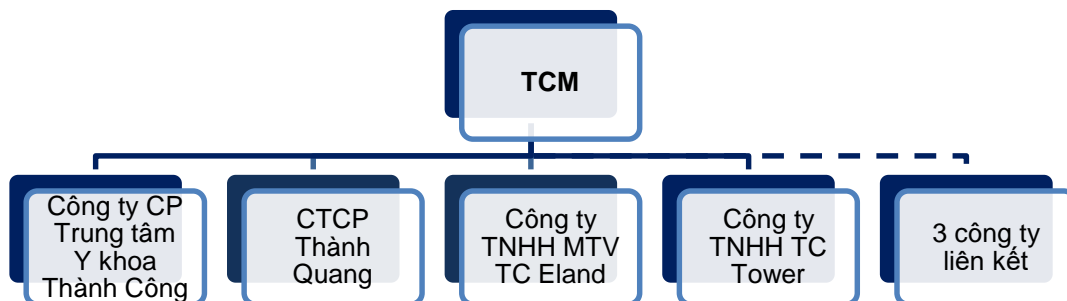 TCM
Công ty CP
Trung tâm
Y khoa
Thành Công
CTCP
Thành
Quang
Công ty
TNHH MTV
TC Eland
Công ty
TNHH TC
Tower
3 công ty
liên kết